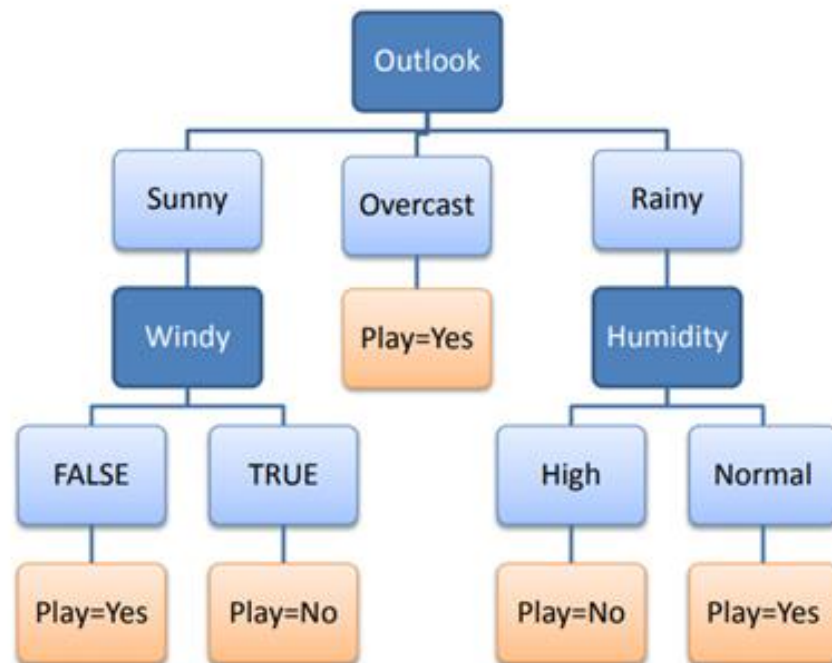 Outlook
Sunny
Overcast
Rainy
Windy
Play=Yes
Humidity
FALSE
TRUE
High
Normal
Play=Yes
Play=No
Play=No
Play=Yes